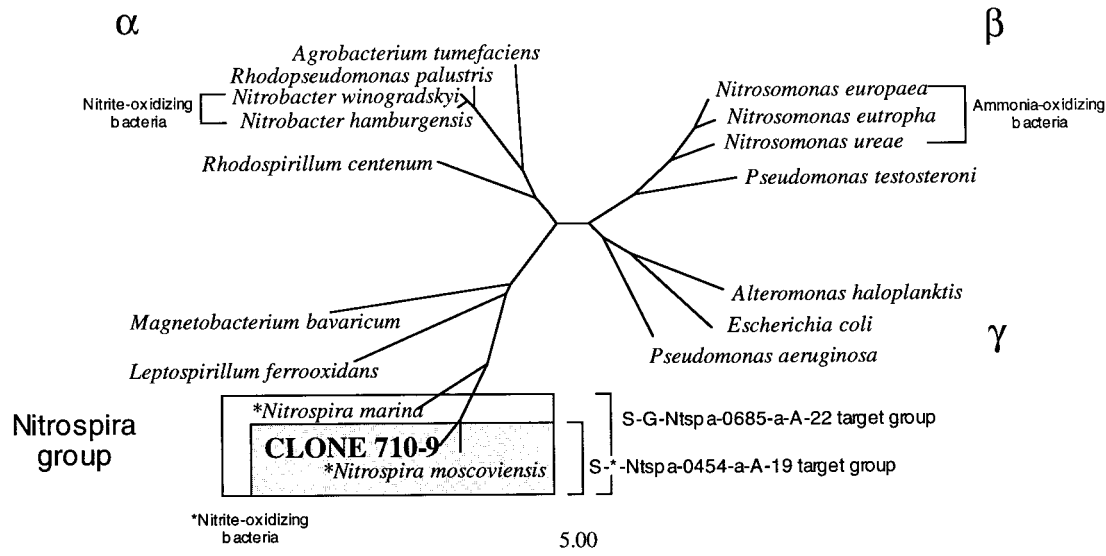 α
β
Agrobacterium tumefaciens
Rhodopseudomonas palustris
Nitrite-oxidizing
bacteria
Nitrobacter winogradskyi
Nitrobacter hamburgensis
Rhodospirillum centenum
Nitrosomonas europaea
Nitrosomonas eutropha
Nitrosomonas ureae
Ammonia-oxidizing
bacteria
Pseudomonas testosteroni
Alteromonas haloplanktis
Escherichia coli
Pseudomonas aeruginosa
γ
Magnetobacterium bavaricum
Leptospirillum ferrooxidans
Nitrospira
group
*Nitrospira marina
CLONE 710-9
*Nitrospira moscoviensis
S-G-Ntspa-0685-a-A-22 target group
S-*-Ntspa-0454-a-A-19 target group
*Nitrite-oxidizing
bacteria
5.00